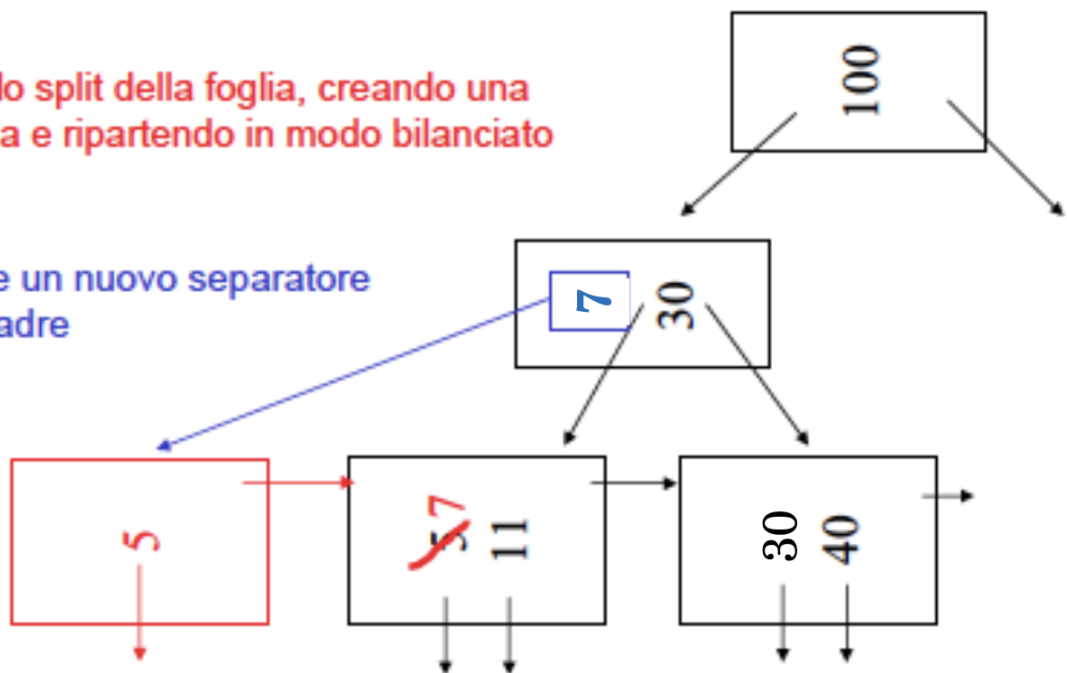 lo split della foglia, creando una
a e ripartendo in modo bilanciato
100
e un nuovo separatore
adre
7
30
5
7
11
30
40